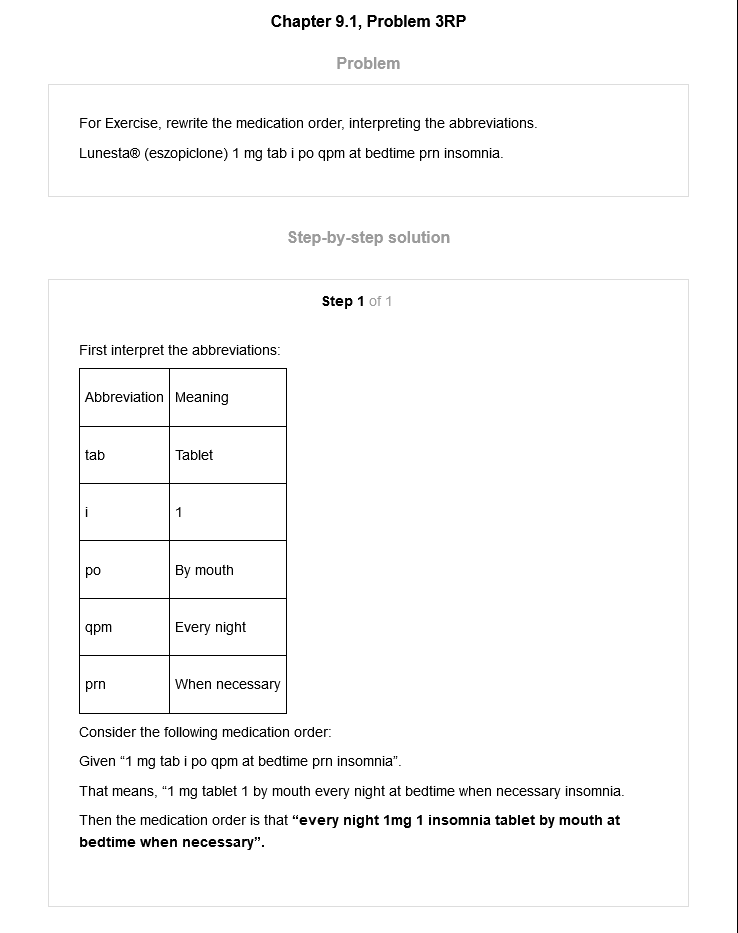 Chapter 9.1, Problem 3RP
Problem
For Exercise, rewrite the medication order, interpreting the abbreviations.
Lunesta® (eszopiclone) 1 mg tab i po qpm at bedtime prn insomnia.
Step-by-step solution
Step 1 of 1
First interpret the abbreviations:
Abbreviation Meaning
tab Tablet
i 1
po By mouth
qpm Every night
prn When necessary
Consider the following medication order:
Given “1 mg tab i po qpm at bedtime prn insomnia”.
That means, “1 mg tablet 1 by mouth every night at bedtime when necessary insomnia.
Then the medication order is that “every night 1mg 1 insomnia tablet by mouth at
bedtime when necessary”.